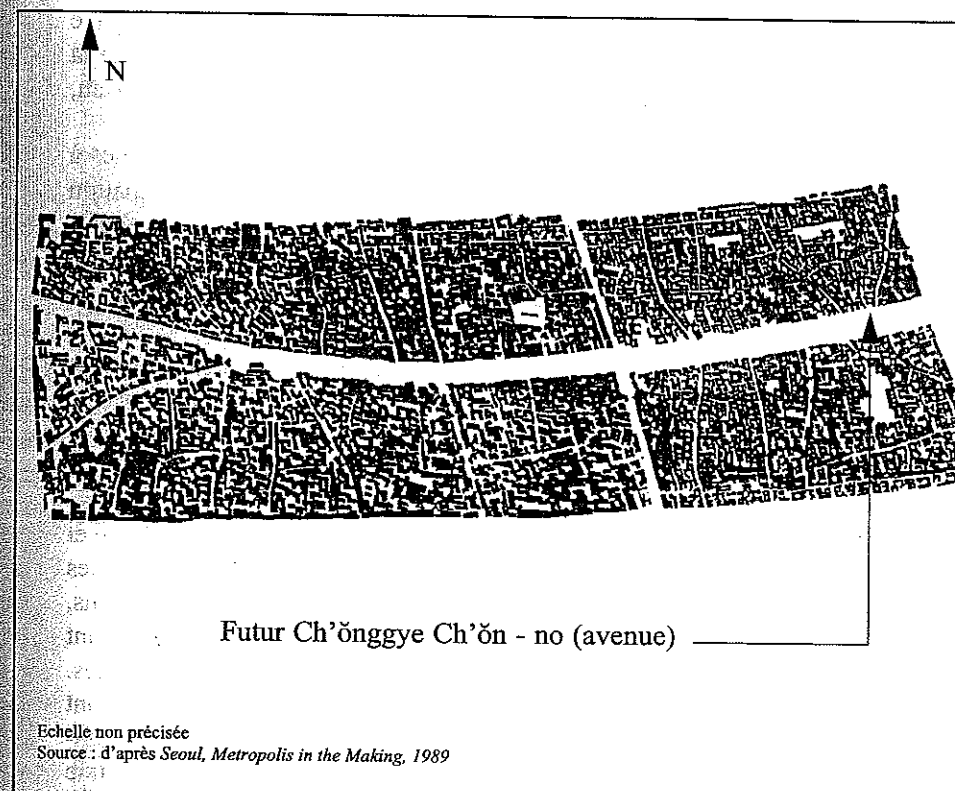 N
Futur Ch'ŏnggye Ch'ŏn - no (avenue)
Echelle non précisée
Source : d'après Seoul, Metropolis in the Making, 1989